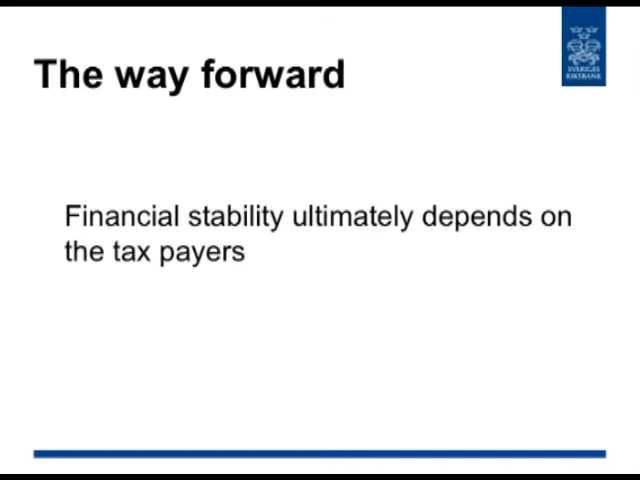 The way forward
SVERIGES
RIKSBANK
Financial stability ultimately depends on
the tax payers